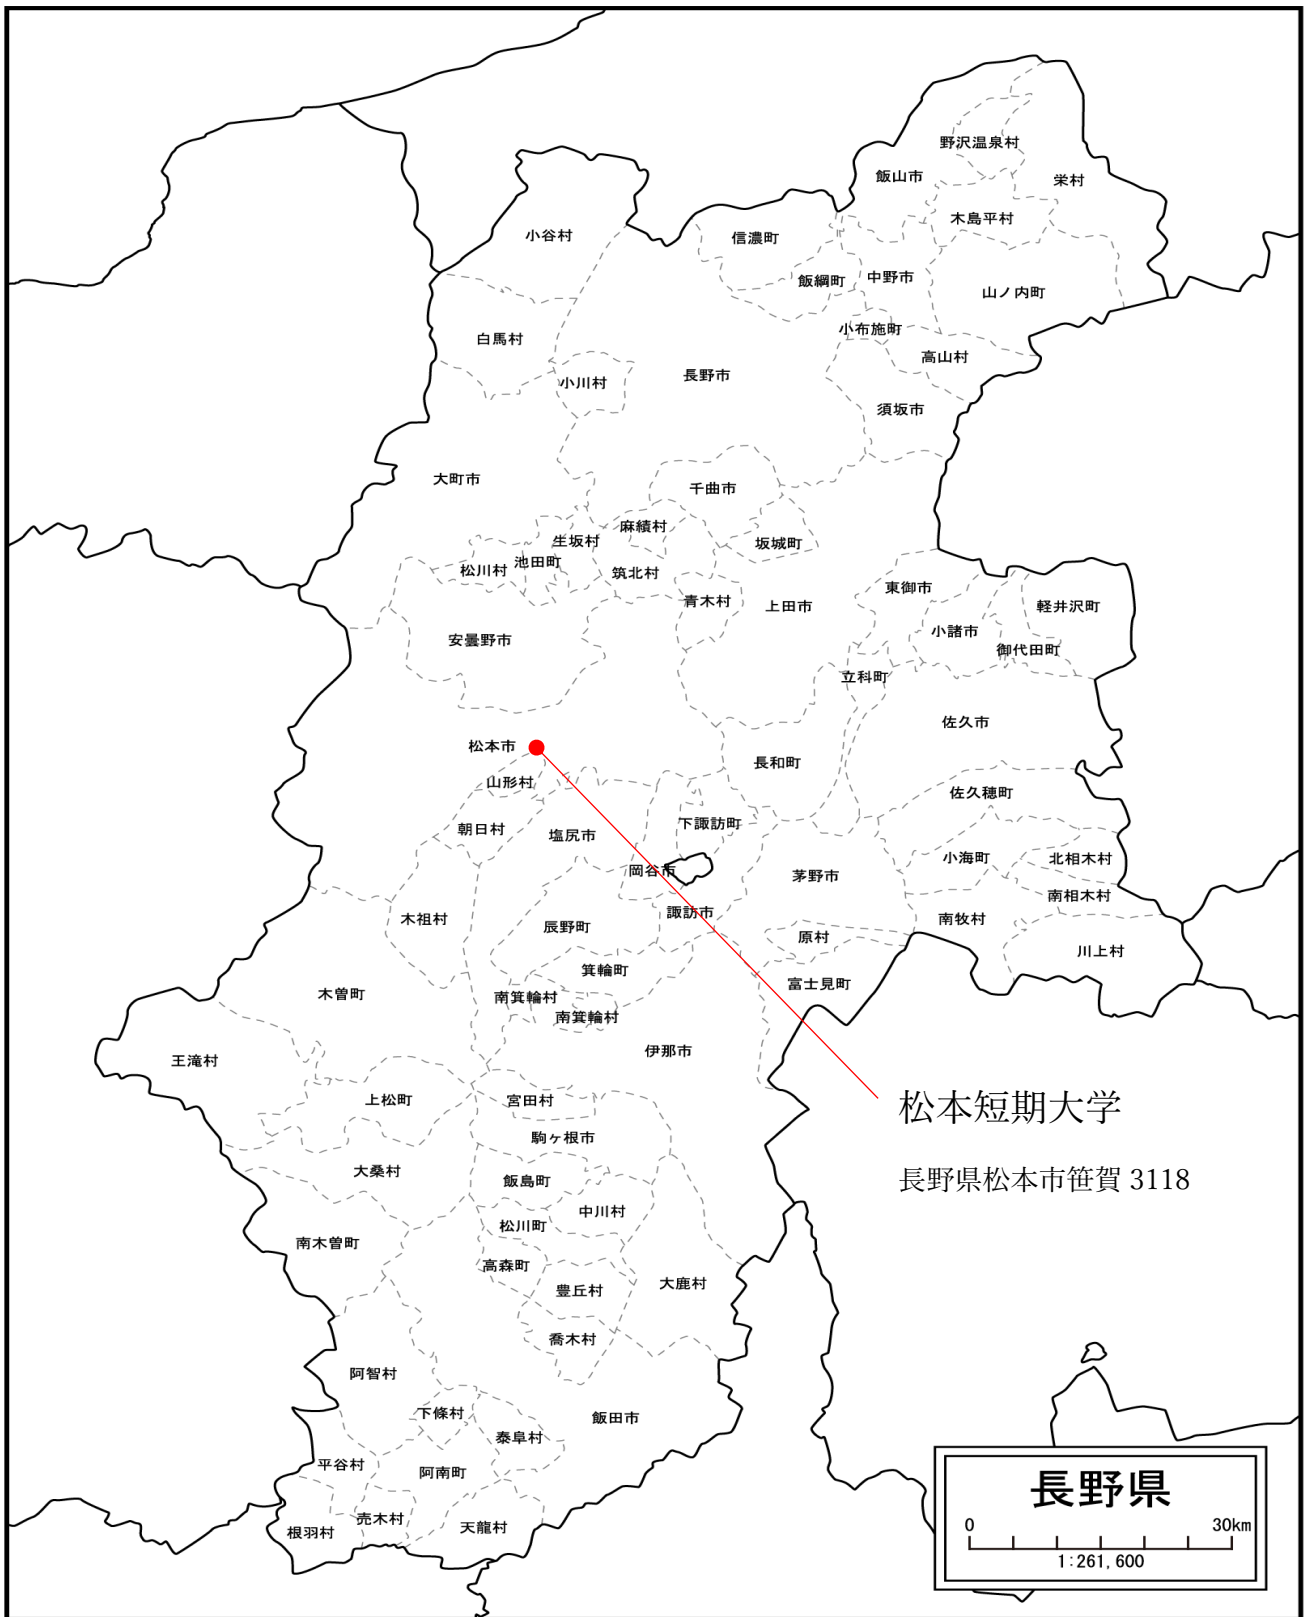 野沢温泉村
飯山市
栄村
木島平村
小谷村
信濃町
飯綱町
中野市
山ノ内町
小布施町
白馬村
高山村
長野市
小川村
須坂市
大町市
千曲市
麻績村
生坂村
坂城町
池田町
松川村
筑北村
東御市
青木村
上田市
軽井沢町
小諸市
安曇野市
御代田町
立科町
佐久市
松本市
長和町
山形村
佐久穂町
下諏訪町
朝日村
塩尻市
小海町
北相木村
岡谷市
茅野市
南相木村
諏訪市
木祖村
南牧村
辰野町
原村
川上村
箕輪町
富士見町
木曽町
南箕輪村
南箕輪村
伊那市
王滝村
上松町
宮田村
松本短期大学
駒ヶ根市
大桑村
飯島町
長野県松本市笹賀 3118
中川村
松川町
南木曽町
高森町
大鹿村
豊丘村
喬木村
阿智村
下條村
飯田市
泰阜村
平谷村
阿南町
売木村
天龍村
根羽村
長野県
0 30km
1:261,600